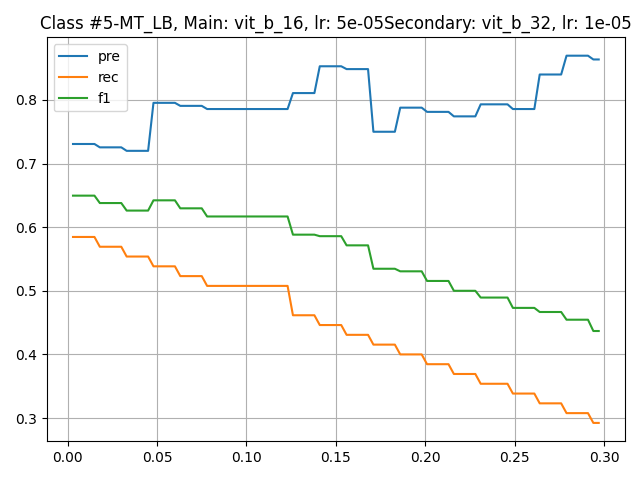 Class #5-MT_LB, Main: vit_b_16, lr: 5e-05Secondary: vit_b_32, lr: 1e-05
pre
rec
f1
0.8
0.7
0.6
0.5
0.4
0.3
0.00 0.05 0.10 0.15 0.20 0.25 0.30